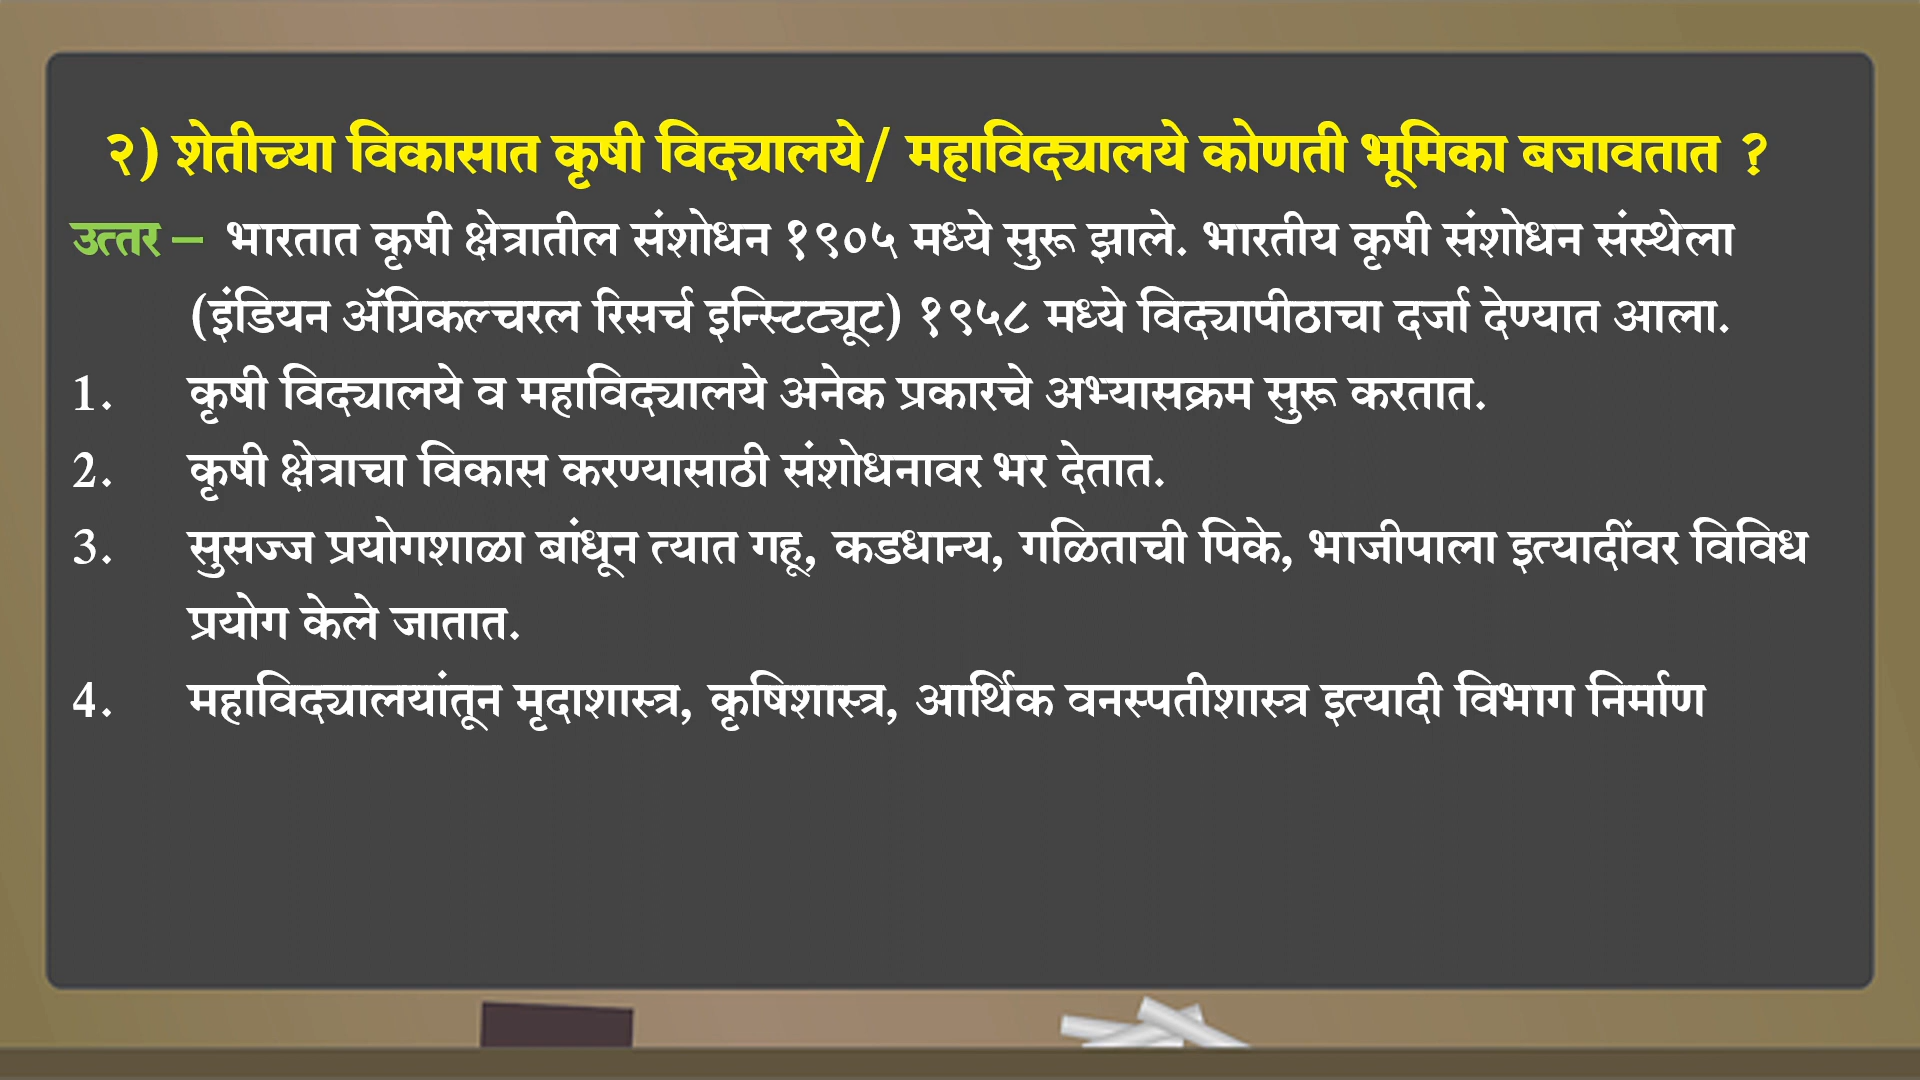 २) शेतीच्या विकासात कृषी विद्यालये/ महाविद्यालये कोणती भूमिका बजावतात ?
उत्तर – भारतात कृषी क्षेत्रातील संशोधन १९०५ मध्ये सुरू झाले. भारतीय कृषी संशोधन संस्थेला
(इंडियन ॲग्रिकल्चरल रिसर्च इन्स्टिट्यूट) १९५८ मध्ये विद्यापीठाचा दर्जा देण्यात आला.
1. कृषी विद्यालये व महाविद्यालये अनेक प्रकारचे अभ्यासक्रम सुरू करतात.
2. कृषी क्षेत्राचा विकास करण्यासाठी संशोधनावर भर देतात.
3. सुसज्ज प्रयोगशाळा बांधून त्यात गहू, कडधान्य, गळिताची पिके, भाजीपाला इत्यादींवर विविध
प्रयोग केले जातात.
4. महाविद्यालयांतून मृदाशास्त्र, कृषिशास्त्र, आर्थिक वनस्पतीशास्त्र इत्यादी विभाग निर्माण